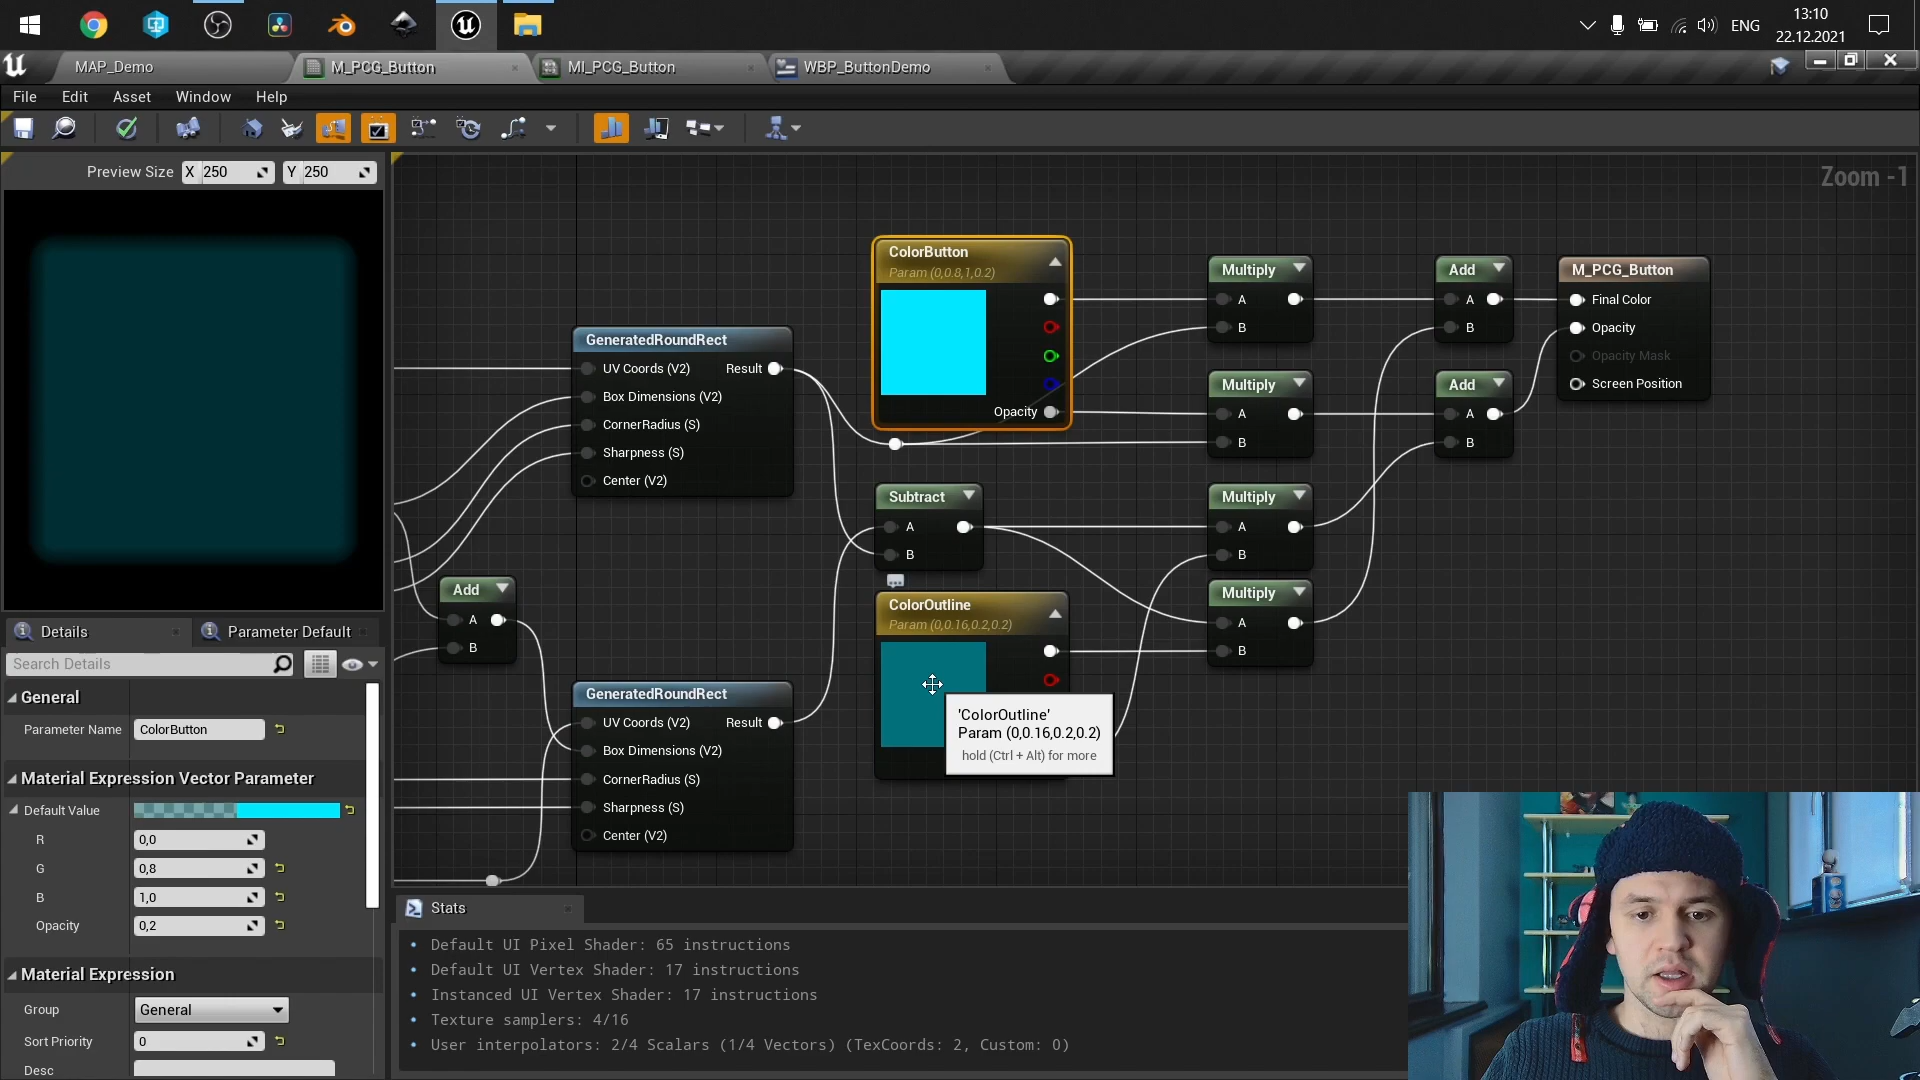 ENG
13:10
22.12.2021
MAP_Demo
M_PCG_Button
MI_PCG_Button
WBP_ButtonDemo
File
Edit
Asset
Window
Help
Preview Size
X 250
Y 250
Zoom -1
ColorButton
Param (0,0.8,1,0.2)
Opacity
Multiply
A
B
Add
A
B
M_PCG_Button
Final Color
Opacity
Opacity Mask
Screen Position
GeneratedRoundRect
UV Coords (V2)
Result
Box Dimensions (V2)
CornerRadius (S)
Sharpness (S)
Center (V2)
Multiply
A
B
Add
A
B
Subtract
A
B
Multiply
A
B
Add
A
B
ColorOutline
Param (0,0.16,0.2,0.2)
Multiply
A
B
'ColorOutline'
Param (0,0.16,0.2,0.2)
hold (Ctrl + Alt) for more
GeneratedRoundRect
UV Coords (V2)
Result
Box Dimensions (V2)
CornerRadius (S)
Sharpness (S)
Center (V2)
Details
Parameter Default
Search Details
General
Parameter Name
ColorButton
Material Expression Vector Parameter
Default Value
R
0,0
G
0,8
B
1,0
Opacity
0,2
Material Expression
Group
General
Sort Priority
0
Desc
Stats
Default UI Pixel Shader: 65 instructions
Default UI Vertex Shader: 17 instructions
Instanced UI Vertex Shader: 17 instructions
Texture samplers: 4/16
User interpolators: 2/4 Scalars (1/4 Vectors) (TexCoords: 2, Custom: 0)